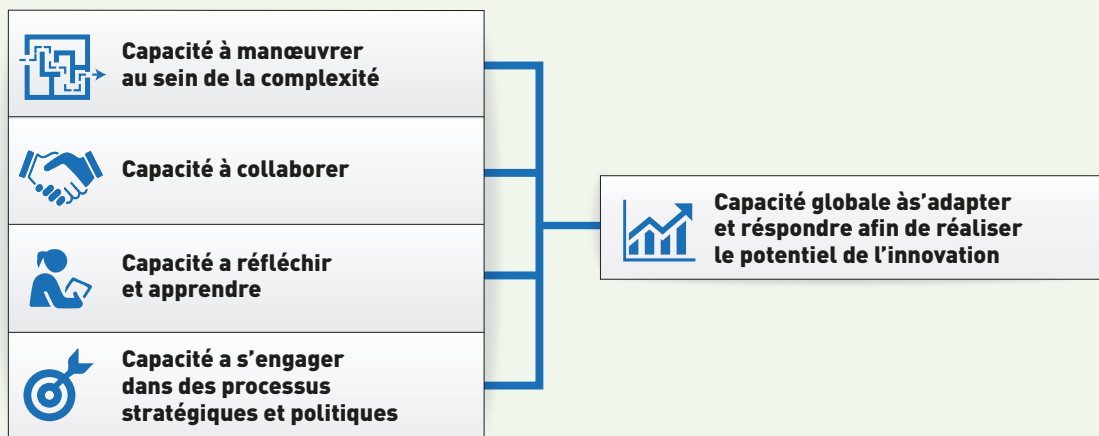 Capacité à manœuvrer
au sein de la complexité
Capacité à collaborer
Capacité a réfléchir
et apprendre
Capacité a s’engager
dans des processus
stratégiques et politiques
Capacité globale às’adapter
et réspondre afin de réaliser
le potentiel de l’innovation